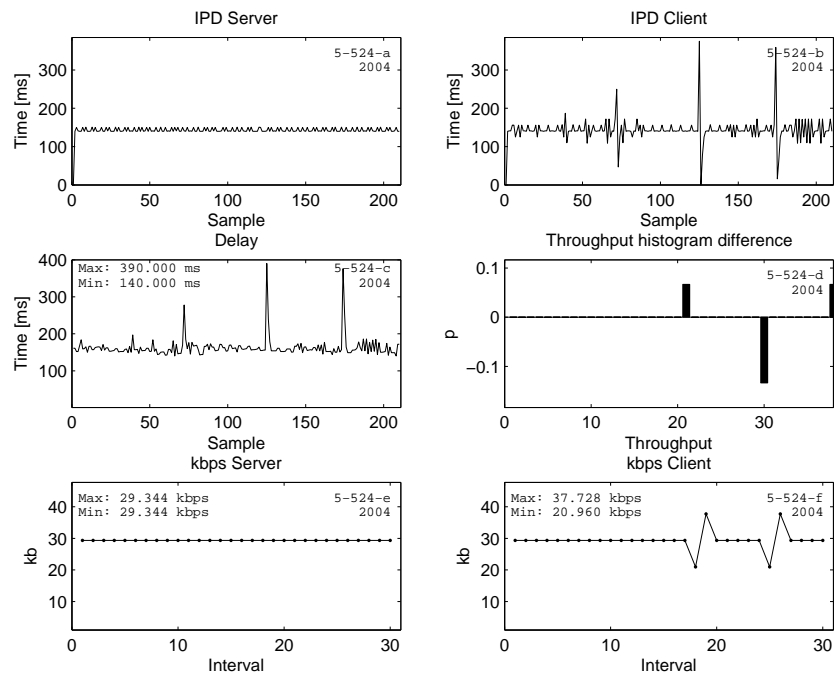 IPD Server
5-524-a
2004
Time [ms]
300
200
100
0
0 50 100 150 200
Sample
IPD Client
5-524-b
2004
Time [ms]
300
200
100
0
0 50 100 150 200
Sample
Delay
Max: 390.000 ms
Min: 140.000 ms
5-524-c
2004
Time [ms]
400
300
200
100
0 50 100 150 200
Sample
Throughput histogram difference
5-524-d
2004
p
0.1
0
−0.1
0 10 20 30
Throughput
kbps Server
Max: 29.344 kbps
Min: 29.344 kbps
5-524-e
2004
kb
40
30
20
10
0 10 20 30
Interval
kbps Client
Max: 37.728 kbps
Min: 20.960 kbps
5-524-f
2004
kb
40
30
20
10
0 10 20 30
Interval